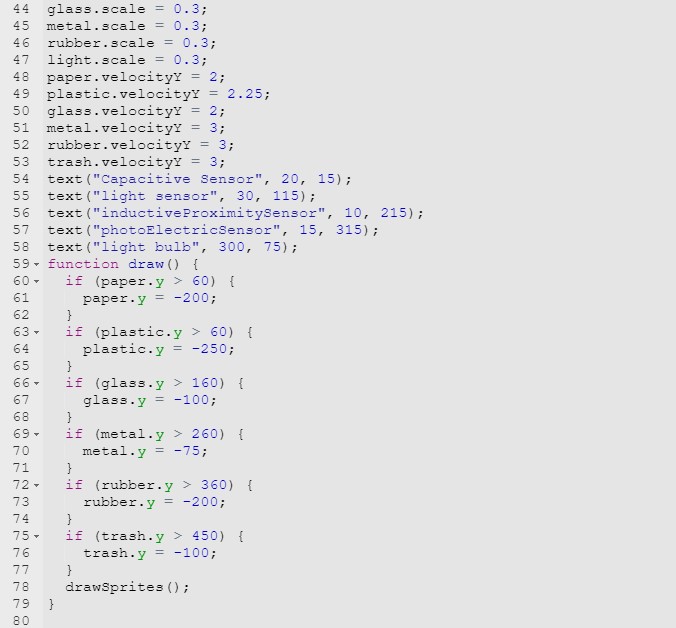 44 glass.scale = 0.3;
45 metal.scale = 0.3;
46 rubber.scale = 0.3;
47 light.scale = 0.3;
48 paper.velocityY = 2;
49 plastic.velocityY = 2.25;
50 glass.velocityY = 2;
51 metal.velocityY = 3;
52 rubber.velocityY = 3;
53 trash.velocityY = 3;
54 text("Capacitive Sensor", 20, 15);
55 text("light sensor", 30, 115);
56 text("inductiveProximitySensor", 10, 215);
57 text("photoElectricSensor", 15, 315);
58 text("light bulb", 300, 75);
59 function draw() {
60   if (paper.y > 60) {
61     paper.y = -200;
62   }
63   if (plastic.y > 60) {
64     plastic.y = -250;
65   }
66   if (glass.y > 160) {
67     glass.y = -100;
68   }
69   if (metal.y > 260) {
70     metal.y = -75;
71   }
72   if (rubber.y > 360) {
73     rubber.y = -200;
74   }
75   if (trash.y > 450) {
76     trash.y = -100;
77   }
78   drawSprites();
79 }
80